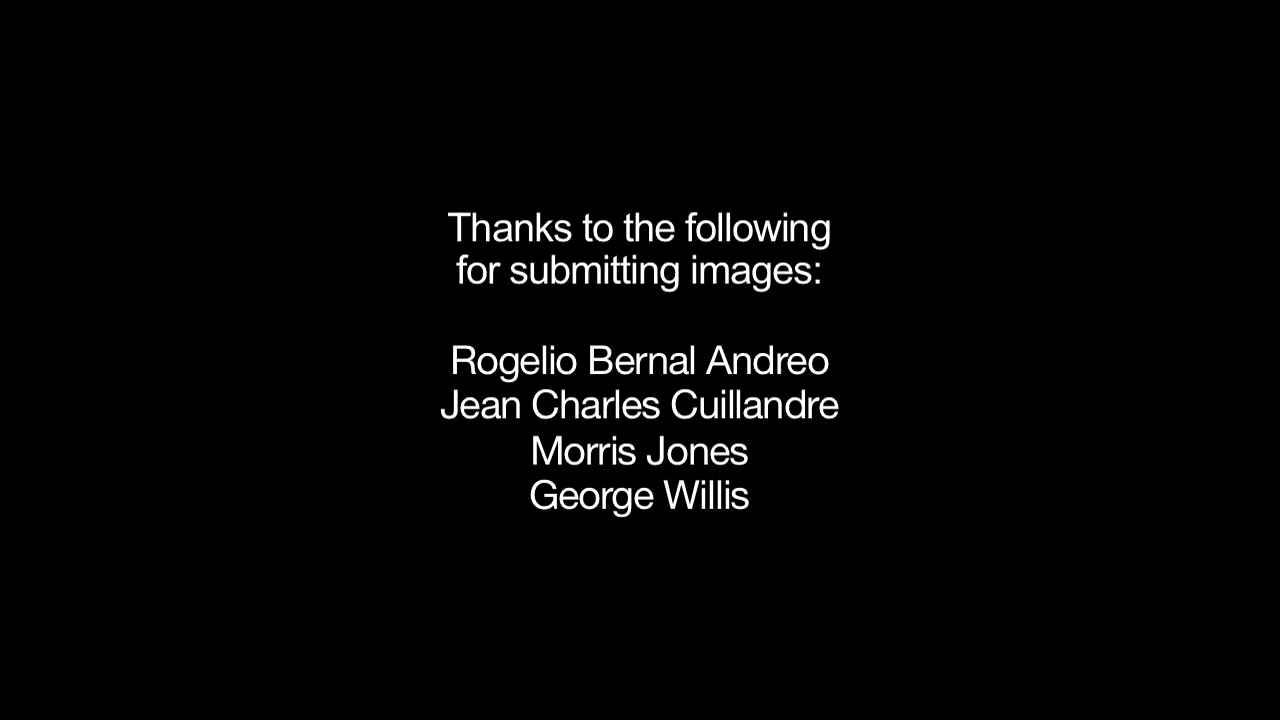 Thanks to the following
for submitting images:
Rogelio Bernal Andreo
Jean Charles Cuillandre
Morris Jones
George Willis